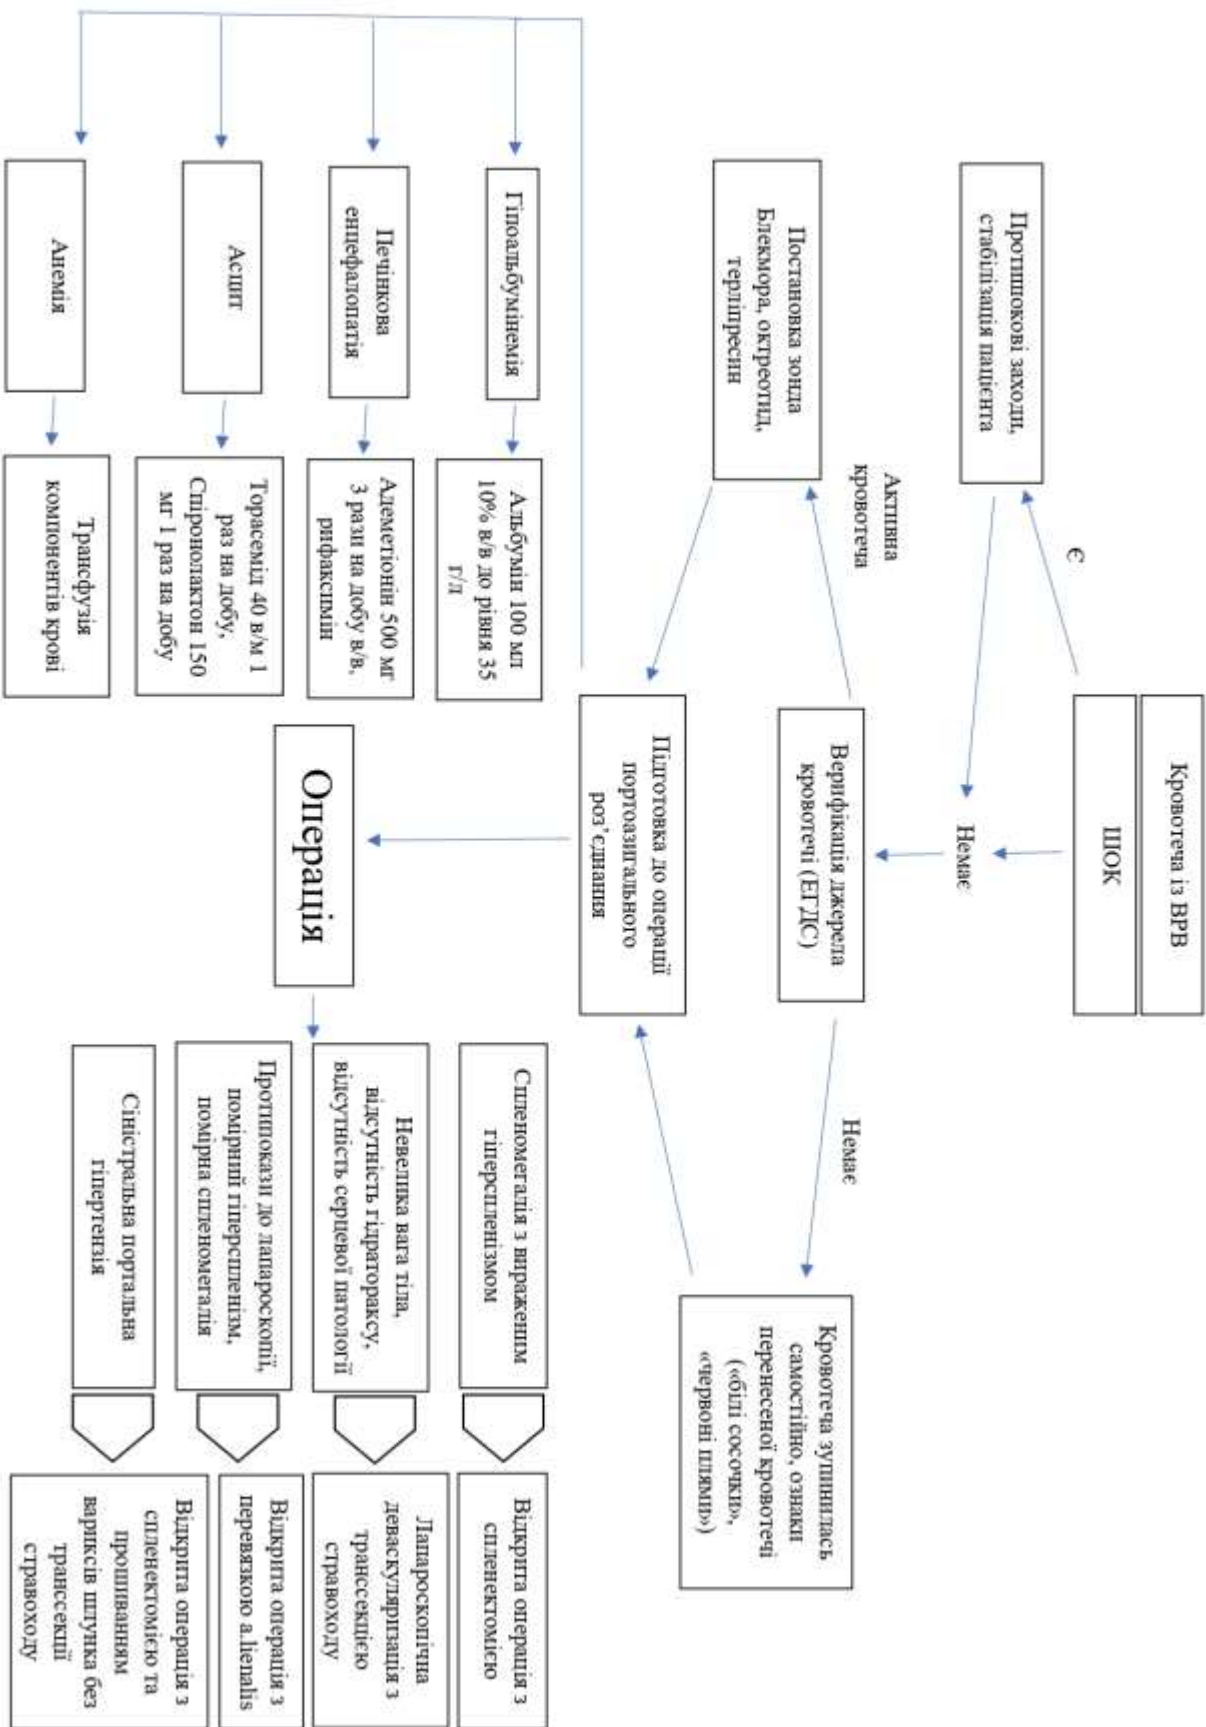 Кровотеча із ВРВ
ШОК
Є
Немає
Протишокові заходи,
стабілізація пацієнта
Верифікація джерела
кровотечі (ЕГДС)
Активна
кровотеча
Немає
Постановка зонда
Блекмора, октреотид,
терліпресин
Кровотеча зупинилась
самостійно, ознаки
перенесеної кровотечі
(«білі сосочки»,
«червоні плями»)
Підготовка до операції
портоазигального
роз’єднання
Гіпоальбумінемія
Альбумін 100 мл
10% в/в до рівня 35
г/л
Печінкова
енцефалопатія
Адеметіонін 500 мг
3 рази на добу в/в,
рифаксимін
Асцит
Торасемід 40 в/м 1
раз на добу,
Спіронолактон 150
мг 1 раз на добу
Анемія
Трансфузія
компонентів крові
Операція
Спленомегалія з вираженим
гіперспленізмом
Відкрита операція з
спленектомією
Невелика вага тіла,
відсутність гідратораксу,
відсутність серцевої патології
Лапароскопічна
деваскуляризація з
транссекцією
стравоходу
Протипокази до лапароскопії,
помірний гіперспленізм,
помірна спленомегалія
Відкрита операція з
перевязкою a.lienalis
Сіністральна портальна
гіпертензія
Відкрита операція з
спленектомією та
прошиванням
вариксів шлунка без
транссекції
стравоходу